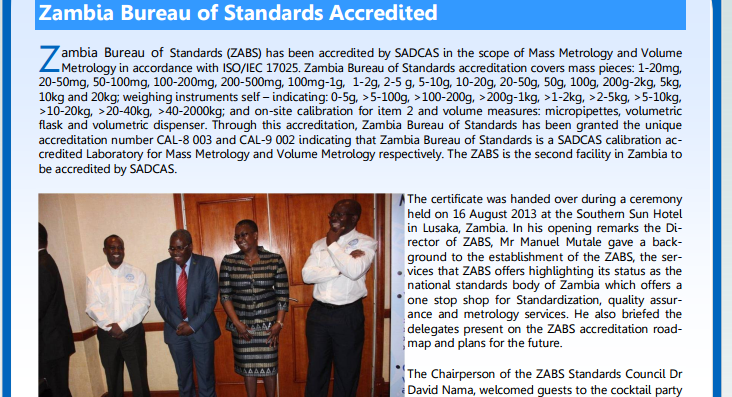 Zambia Bureau of Standards Accredited
Zambia Bureau of Standards (ZABS) has been accredited by SADCAS in the scope of Mass Metrology and Volume
Metrology in accordance with ISO/IEC 17025. Zambia Bureau of Standards accreditation covers mass pieces: 1-20mg,
20-50mg, 50-100mg, 100-200mg, 200-500mg, 100mg-1g, 1-2g, 2-5 g, 5-10g, 10-20g, 20-50g, 50g, 100g, 200g-2kg, 5kg,
10kg and 20kg; weighing instruments self – indicating: 0-5g, >5-100g, >100-200g, >200g-1kg, >1-2kg, >2-5kg, >5-10kg,
>10-20kg, >20-40kg, >40-2000kg; and on-site calibration for item 2 and volume measures: micropipettes, volumetric
flask and volumetric dispenser. Through this accreditation, Zambia Bureau of Standards has been granted the unique
accreditation number CAL-8 003 and CAL-9 002 indicating that Zambia Bureau of Standards is a SADCAS calibration ac-
credited Laboratory for Mass Metrology and Volume Metrology respectively. The ZABS is the second facility in Zambia to
be accredited by SADCAS.
The certificate was handed over during a ceremony
held on 16 August 2013 at the Southern Sun Hotel
in Lusaka, Zambia. In his opening remarks the Di-
rector of ZABS, Mr Manuel Mutale gave a back-
ground to the establishment of the ZABS, the ser-
vices that ZABS offers highlighting its status as the
national standards body of Zambia which offers a
one stop shop for Standardization, quality assur-
ance and metrology services. He also briefed the
delegates present on the ZABS accreditation road-
map and plans for the future.
The Chairperson of the ZABS Standards Council Dr
David Nama, welcomed guests to the cocktail party